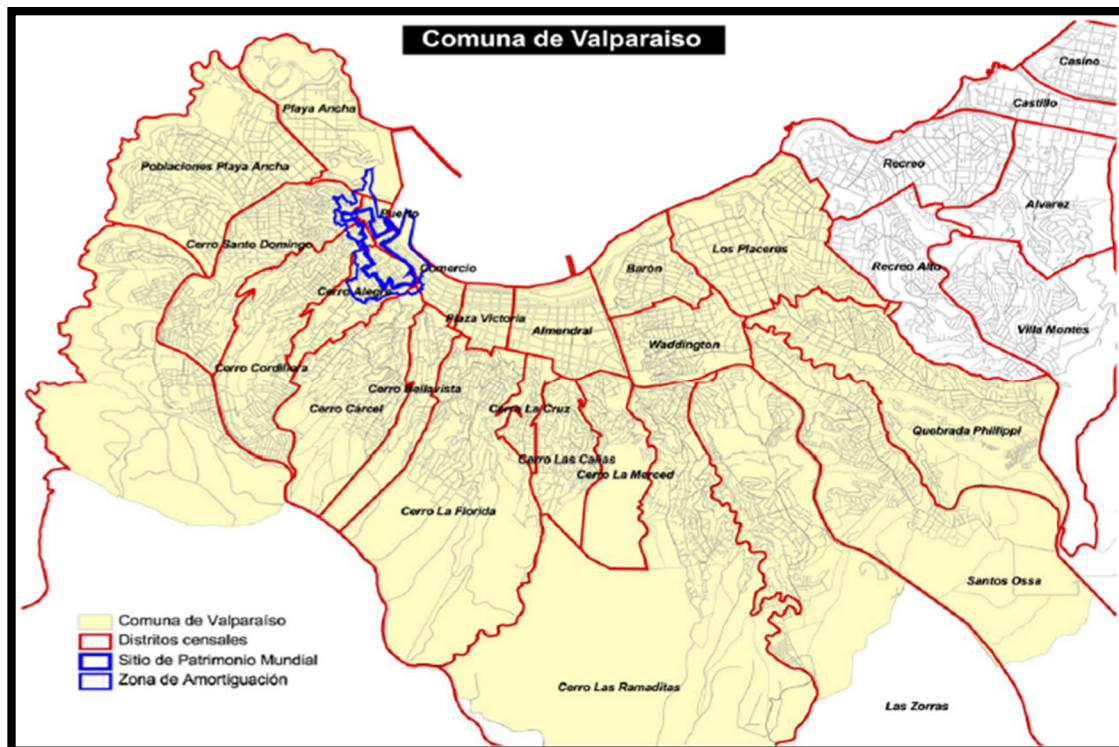 Comuna de Valparaiso
Casino
Castillo
Playa Ancha
Recreo
Poblaciones Playa Ancha
Alvarez
Puerto
Cerro Santo Domingo
Los Placeres
Comercio
Barón
Recreo Alto
Cerro Alegre
Plaza Victoria
Almendral
Villa Montes
Waddington
Cerro Cordillera
Cerro Bellavista
Cerro Cárcel
Cerro La Cruz
Quebrada Phillippi
Cerro Las Cañas
Cerro La Merced
Cerro La Florida
Santos Ossa
Comuna de Valparaíso
Distritos censales
Sitio de Patrimonio Mundial
Zona de Amortiguación
Cerro Las Ramaditas
Las Zorras